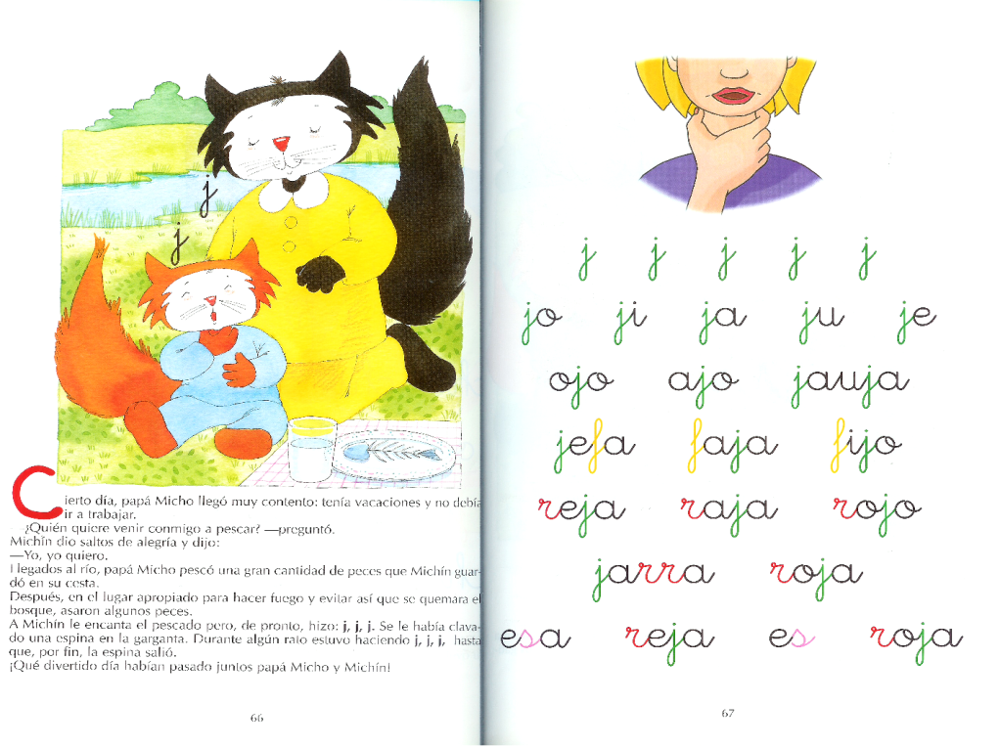 j
j
Cierto día, papá Micho llegó muy contento: tenía vacaciones y no debía
ir a trabajar.
¿Quién quiere venir conmigo a pescar? —preguntó.
Michín dio saltos de alegría y dijo:
—Yo, yo quiero.
Llegados al río, papá Micho pescó una gran cantidad de peces que Michín guar-
dó en su cesta.
Después, en el lugar apropiado para hacer fuego y evitar así que se quemara el
bosque, asaron algunos peces.
A Michín le encanta el pescado pero, de pronto, hizo: j, j, j. Se le había clava-
do una espina en la garganta. Durante algún rato estuvo haciendo j, j, j, hasta
que, por fin, la espina salió.
¡Qué divertido día habían pasado juntos papá Micho y Michín!
66
j j j j j
jo ji ja ju je
ojo ajo jauja
jefa faja fijo
reja raja rojo
jarra roja
esa reja es roja
67